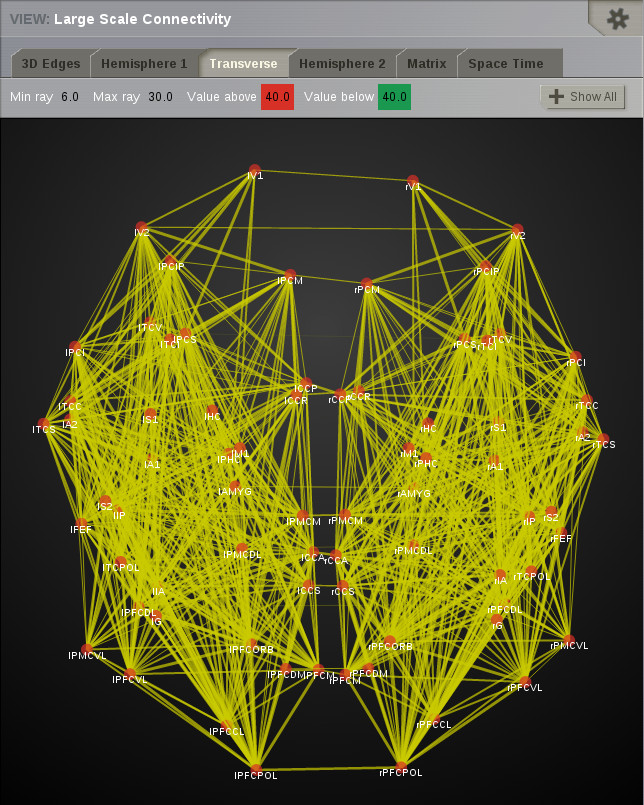 VIEW: Large Scale Connectivity
3D Edges Hemisphere 1 Transverse Hemisphere 2 Matrix Space Time
Min ray 6.0 Max ray 30.0 Value above 40.0 Value below 40.0 Show All
lV1
rV1
lV2 rV2
lPCIP rPCIP
lPCM rPCM
lTCV lPCS lTCI rPCS rTCI rTCV
lPCI rPCI
lCCP
lCCR rCCP rCCR
lTCC rTCC
lS1 lHC
lTCS lA2 rHC rS1 rA2 rTCS
lM1 rM1
lPHC rPHC
lA1 rA1
lAMYG rAMYG
lS2 rS2
lIP rIP
lFEF lPMCM rPMCM rFEF
lPMCDL rPMCDL
lCCA rCCA
lTCPOL rTCPOL
lIA rIA
lCCS rCCS
lPFCDL rPFCDL
lG rG
lPFCORB rPFCORB
lPMCVL rPMCVL
lPFCDM lPFCM rPFCM rPFCDM
lPFCVL rPFCVL
lPFCCL rPFCCL
lPFCPOL rPFCPOL